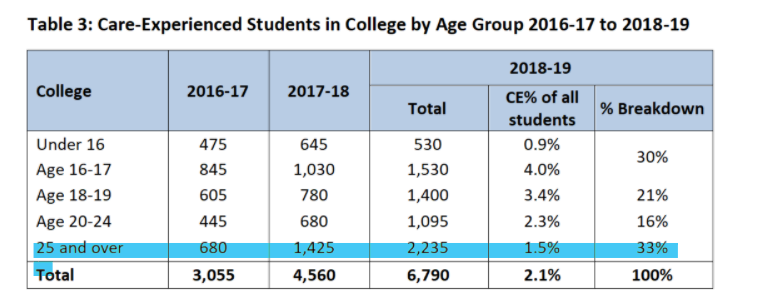 Table 3: Care-Experienced Students in College by Age Group 2016-17 to 2018-19
College 2016-17 2017-18 2018-19
Total CE% of all students % Breakdown
Under 16 475 645 530 0.9% 30%
Age 16-17 845 1,030 1,530 4.0%
Age 18-19 605 780 1,400 3.4% 21%
Age 20-24 445 680 1,095 2.3% 16%
25 and over 680 1,425 2,235 1.5% 33%
Total 3,055 4,560 6,790 2.1% 100%